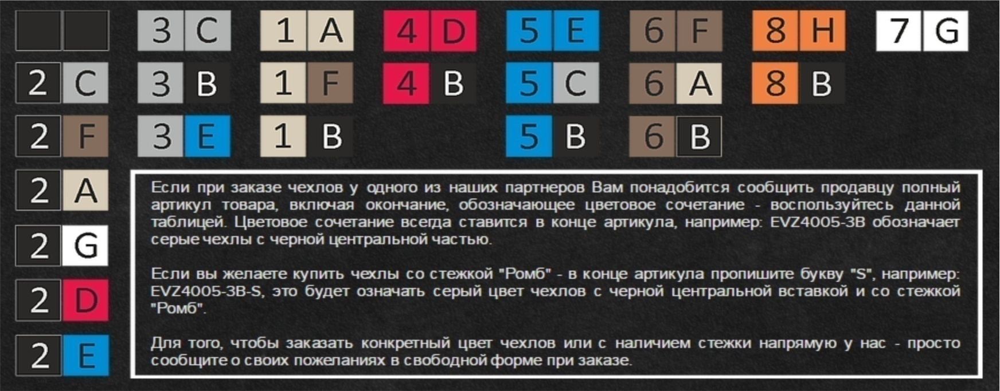 3 C 1 A 4 D 5 E 6 F 8 H 7 G
2 C 3 B 1 F 4 B 5 C 6 A 8 B
2 F 3 E 1 B 5 B 6 B
2 A
2 G
2 D
2 E
Если при заказе чехлов у одного из наших партнеров Вам понадобится сообщить продавцу полный
артикул товара, включая окончание, обозначающее цветовое сочетание - воспользуйтесь данной
таблицей. Цветовое сочетание всегда ставится в конце артикула, например: EVZ4005-3B обозначает
серые чехлы с черной центральной частью.
Если вы желаете купить чехлы со стежкой "Ромб" - в конце артикула пропишите букву "S", например:
EVZ4005-3B-S, это будет означать серый цвет чехлов с черной центральной вставкой и со стежкой
"Ромб".
Для того, чтобы заказать конкретный цвет чехлов или с наличием стежки напрямую у нас - просто
сообщите о своих пожеланиях в свободной форме при заказе.